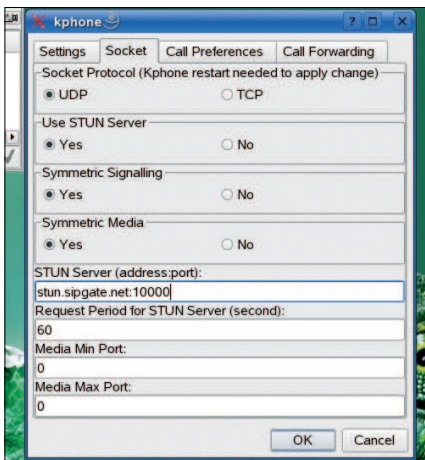 kphone
Settings Socket Call Preferences Call Forwarding
Socket Protocol (Kphone restart needed to apply change)
UDP TCP
Use STUN Server
Yes No
Symmetric Signalling
Yes No
Symmetric Media
Yes No
STUN Server (address:port):
stun.sipgate.net:10000
Request Period for STUN Server (second):
60
Media Min Port:
0
Media Max Port:
0
OK Cancel